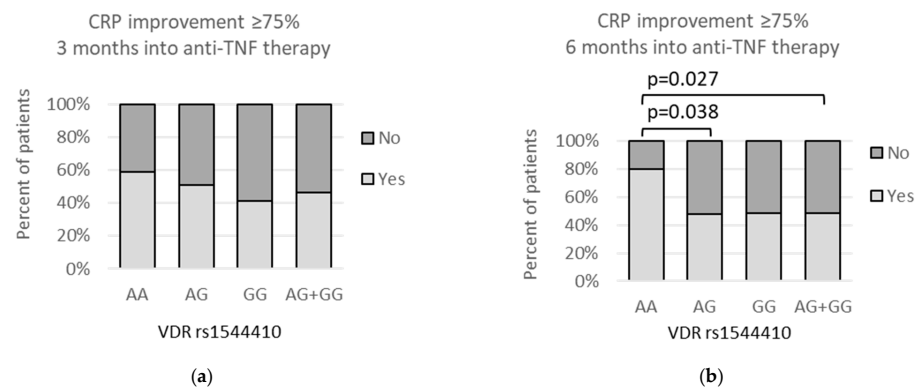 CRP improvement ≥75%
3 months into anti-TNF therapy
Percent of patients
100%
80%
60%
40%
20%
0%
AA AG GG AG+GG
VDR rs1544410
No
Yes
(a)
CRP improvement ≥75%
6 months into anti-TNF therapy
p=0.027
p=0.038
Percent of patients
100%
80%
60%
40%
20%
0%
AA AG GG AG+GG
VDR rs1544410
No
Yes
(b)